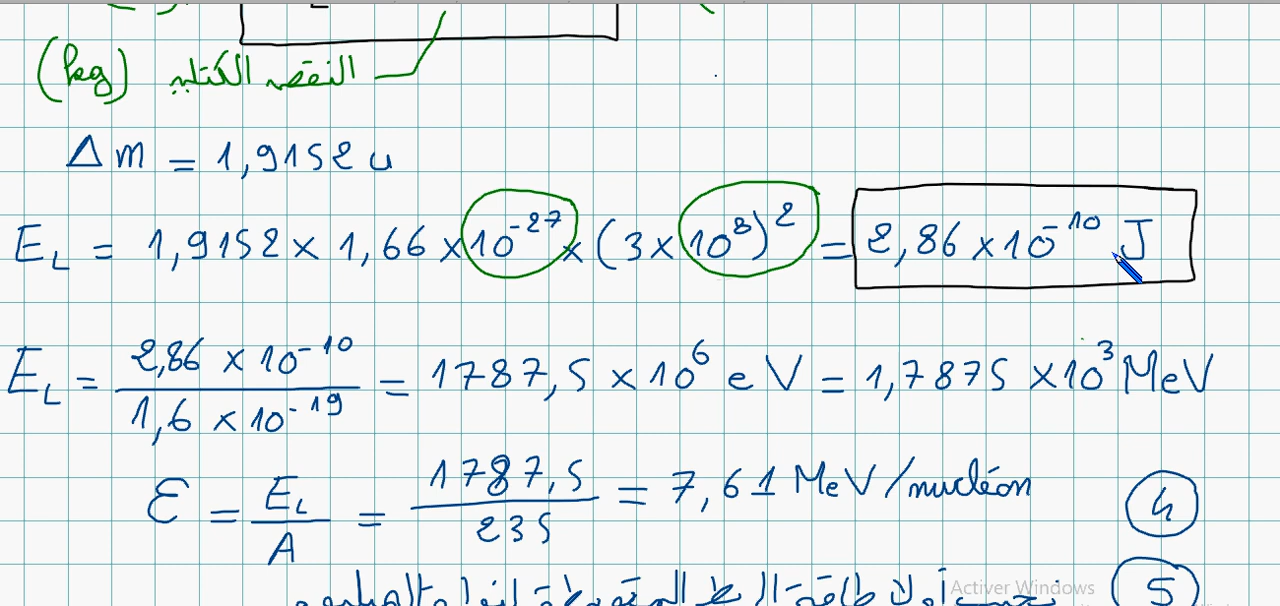 النقص الكتلي (kg)
Δm = 1,9152 u
E_L = 1,9152 × 1,66 × 10⁻²⁷ × (3 × 10⁸)² = 2,86 × 10⁻¹⁰ J
E_L = 2,86 × 10⁻¹⁰ / 1,6 × 10⁻¹⁹ = 1787,5 × 10⁶ eV = 1,7875 × 10³ MeV
Ɛ = E_L / A = 1787,5 / 235 = 7,61 MeV/nucléon (4)
(5)
Activer Windows